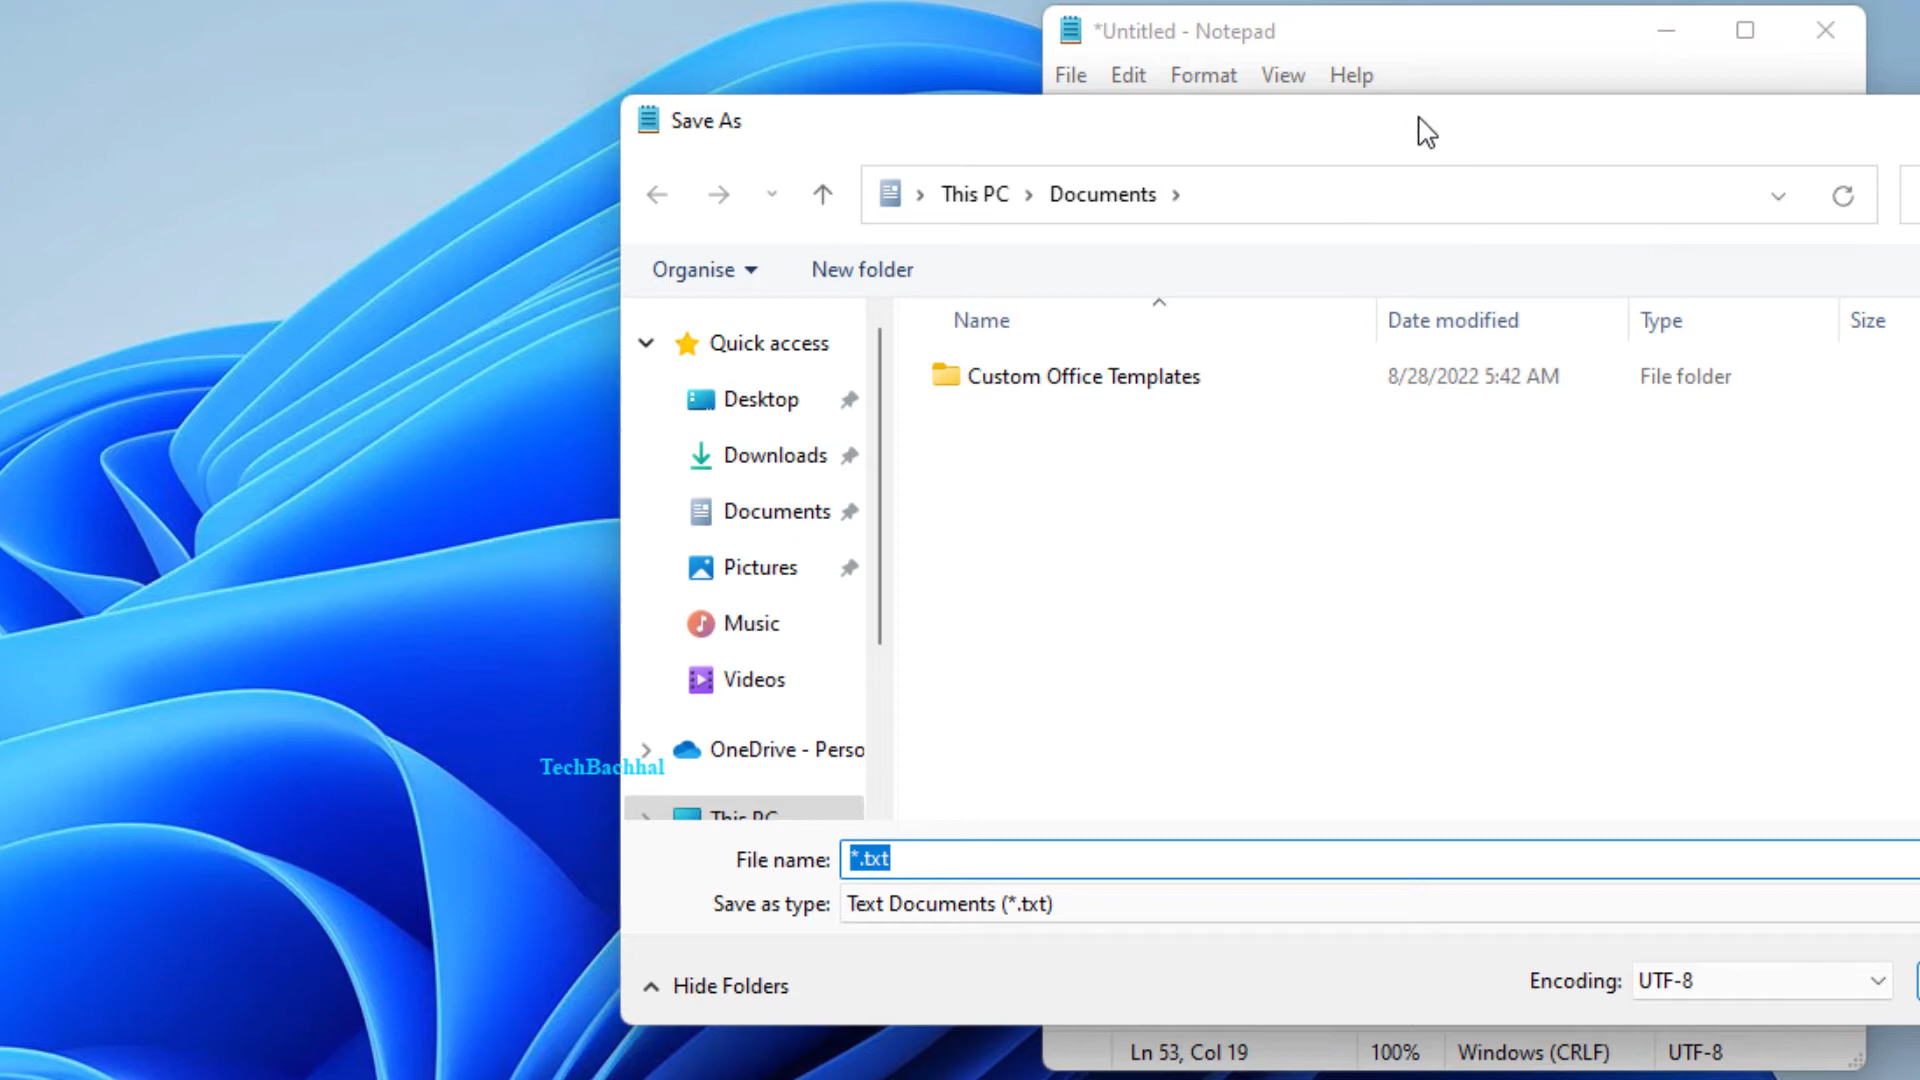 *Untitled - Notepad
File Edit Format View Help
Save As
This PC Documents
Organise New folder
Name Date modified Type Size
Quick access
Custom Office Templates 8/28/2022 5:42 AM File folder
Desktop
Downloads
Documents
Pictures
Music
Videos
OneDrive - Perso
TechBachhal
This PC
File name: *.txt
Save as type: Text Documents (*.txt)
Hide Folders Encoding: UTF-8
Ln 53, Col 19 100% Windows (CRLF) UTF-8